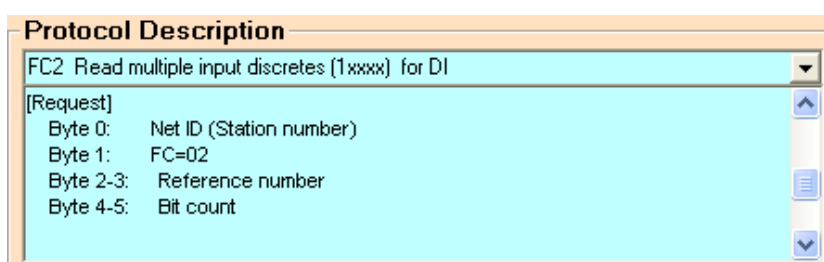 Protocol Description
FC2 Read multiple input discretes (1xxxx) for DI
[Request]
Byte 0: Net ID (Station number)
Byte 1: FC=02
Byte 2-3: Reference number
Byte 4-5: Bit count